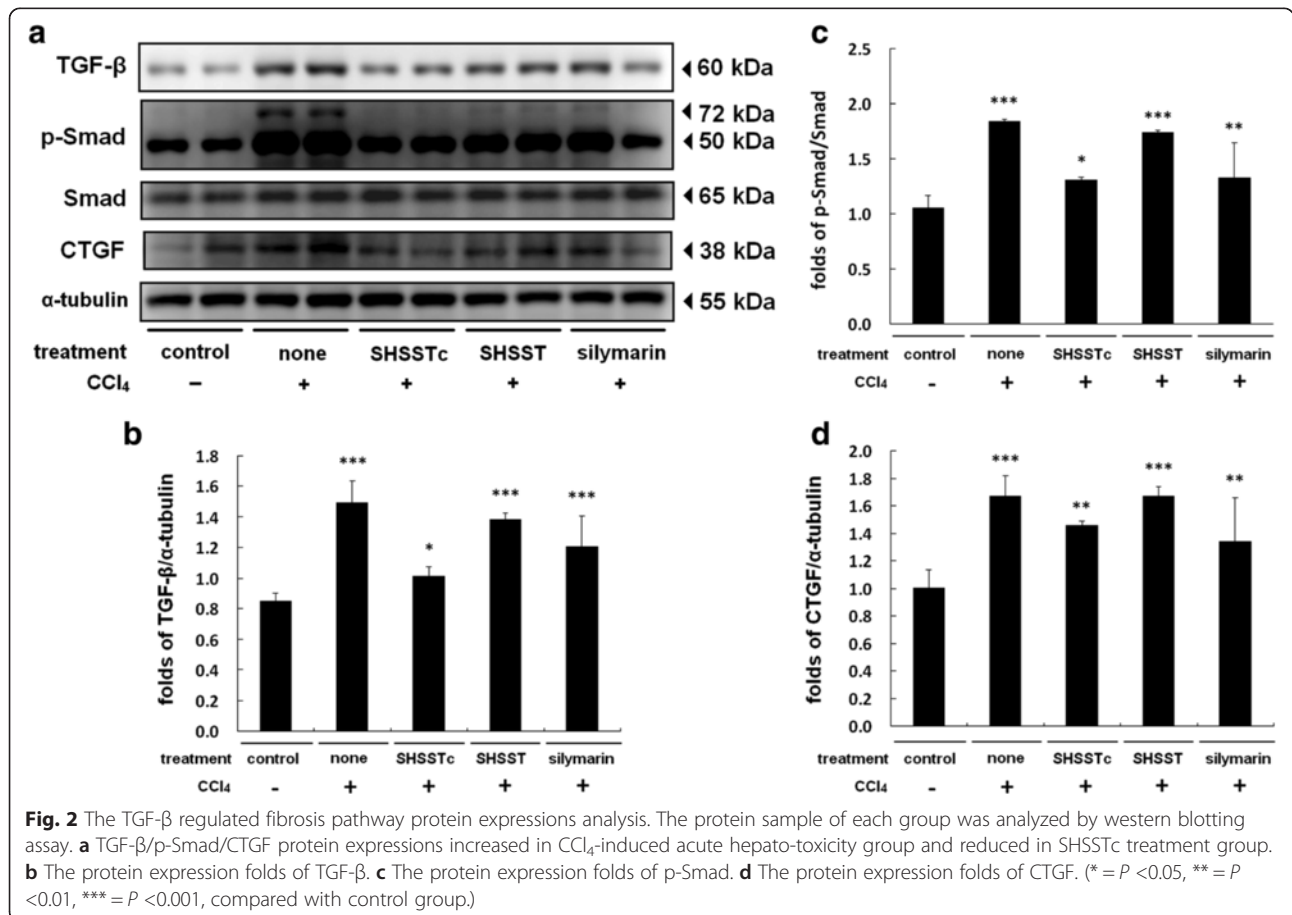 a
TGF-β
◄ 60 kDa
◄ 72 kDa
p-Smad
◄ 50 kDa
Smad
◄ 65 kDa
CTGF
◄ 38 kDa
α-tubulin
◄ 55 kDa
treatment control none SHSSTc SHSST silymarin
CCl₄ – + + + +
c
folds of p-Smad/Smad
2.5
2.0
1.5
1.0
0.5
0.0
*** * *** **
treatment control none SHSSTc SHSST silymarin
CCl₄ - + + + +
b
folds of TGF-β/α-tubulin
1.8
1.6
1.4
1.2
1.0
0.8
0.6
0.4
0.2
0.0
*** * *** ***
treatment control none SHSSTc SHSST silymarin
CCl₄ - + + + +
d
folds of CTGF/α-tubulin
2.0
1.8
1.6
1.4
1.2
1.0
0.8
0.6
0.4
0.2
0.0
*** ** *** **
treatment control none SHSSTc SHSST silymarin
CCl₄ - + + + +
Fig. 2 The TGF-β regulated fibrosis pathway protein expressions analysis. The protein sample of each group was analyzed by western blotting
assay. a TGF-β/p-Smad/CTGF protein expressions increased in CCl₄-induced acute hepato-toxicity group and reduced in SHSSTc treatment group.
b The protein expression folds of TGF-β. c The protein expression folds of p-Smad. d The protein expression folds of CTGF. (* = P <0.05, ** = P
<0.01, *** = P <0.001, compared with control group.)